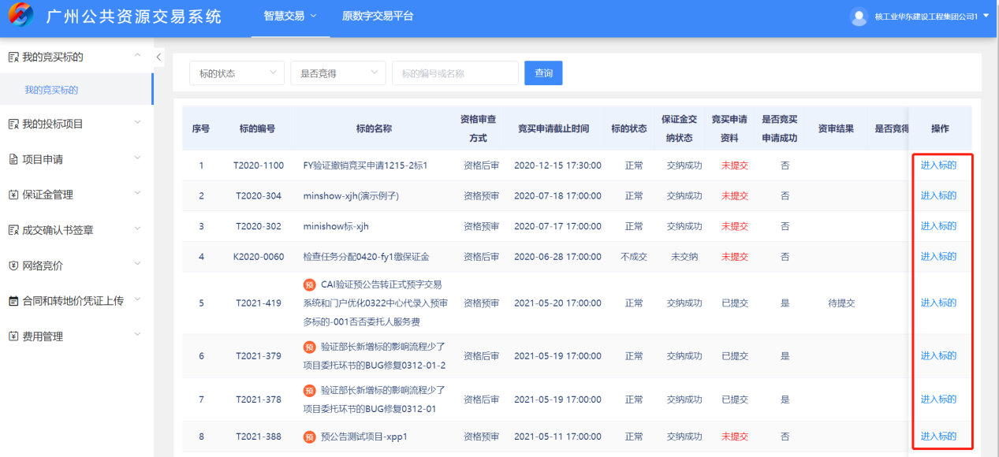 广州公共资源交易系统
智慧交易
原数字交易平台
核工业华东建设工程集团公司1
我的竞买标的
我的竞买标的
我的投标项目
项目申请
保证金管理
成交确认书签章
网络竞价
合同和转地价凭证上传
费用管理
标的状态
是否竞得
标的编号或名称
查询
序号 标的编号 标的名称 资格审查方式 竞买申请截止时间 标的状态 保证金交纳状态 竞买申请资料 是否竞买申请成功 资审结果 是否竞得 操作
1 T2020-1100 FY验证撤销竞买申请1215-2标1 资格后审 2020-12-15 17:30:00 正常 交纳成功 未提交 否 进入标的
2 T2020-304 minshow-xjh(演示例子) 资格预审 2020-07-18 17:00:00 正常 交纳成功 未提交 否 进入标的
3 T2020-302 minishow标-xjh 资格预审 2020-07-17 17:00:00 正常 交纳成功 未提交 否 进入标的
4 K2020-0060 检查任务分配0420-fy1缴保证金 资格后审 2020-06-28 17:00:00 不成交 未交纳 未提交 否 进入标的
预 CAI验证预公告转正式预字交易
系统和门户优化0322中心代录入预审
多标的-001否否委托人服务费
5 T2021-419 资格预审 2021-05-20 17:00:00 正常 交纳成功 已提交 是 待提交 进入标的
预 验证部长新增标的影响流程少了
项目委托环节的BUG修复0312-01-2
6 T2021-379 资格后审 2021-05-19 17:00:00 正常 交纳成功 已提交 是 进入标的
预 验证部长新增标的影响流程少了
项目委托环节的BUG修复0312-01
7 T2021-378 资格后审 2021-05-19 17:00:00 正常 交纳成功 已提交 是 进入标的
8 T2021-388 预 预公告测试项目-xpp1 资格预审 2021-05-11 17:00:00 正常 交纳成功 未提交 否 进入标的